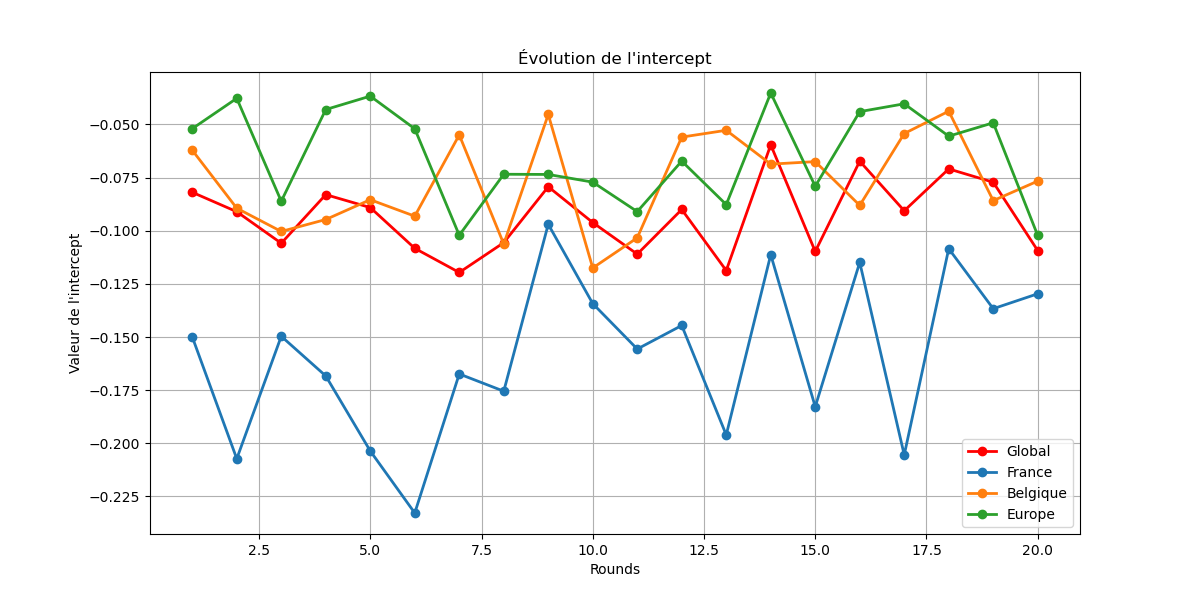 Évolution de l'intercept
Valeur de l'intercept
−0.050
−0.075
−0.100
−0.125
−0.150
−0.175
−0.200
−0.225
2.5 5.0 7.5 10.0 12.5 15.0 17.5 20.0
Rounds
Global
France
Belgique
Europe